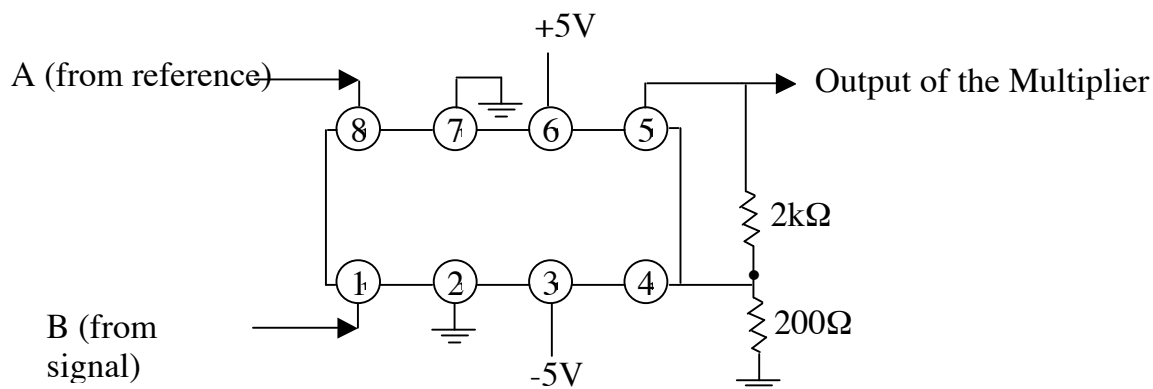 +5V
A (from reference)
Output of the Multiplier
8
7
6
5
2kΩ
1
2
3
4
B (from
signal)
200Ω
-5V